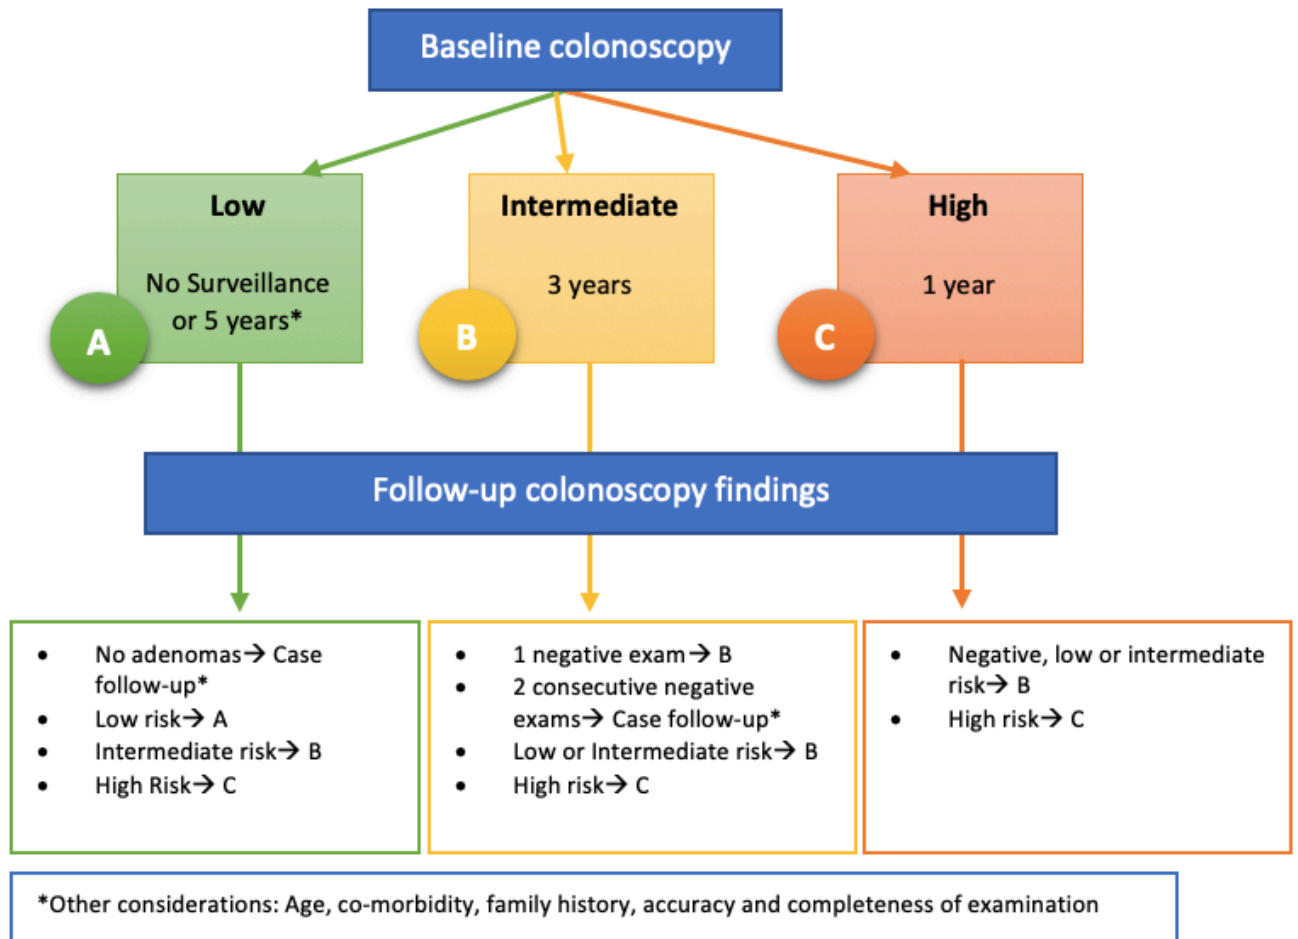 Baseline colonoscopy
Low
No Surveillance
or 5 years*
A
Intermediate
3 years
B
High
1 year
C
Follow-up colonoscopy findings
• No adenomas→ Case
follow-up*
• Low risk→ A
• Intermediate risk→ B
• High Risk→ C
• 1 negative exam→ B
• 2 consecutive negative
exams→ Case follow-up*
• Low or Intermediate risk→ B
• High risk→ C
• Negative, low or intermediate
risk→ B
• High risk→ C
*Other considerations: Age, co-morbidity, family history, accuracy and completeness of examination